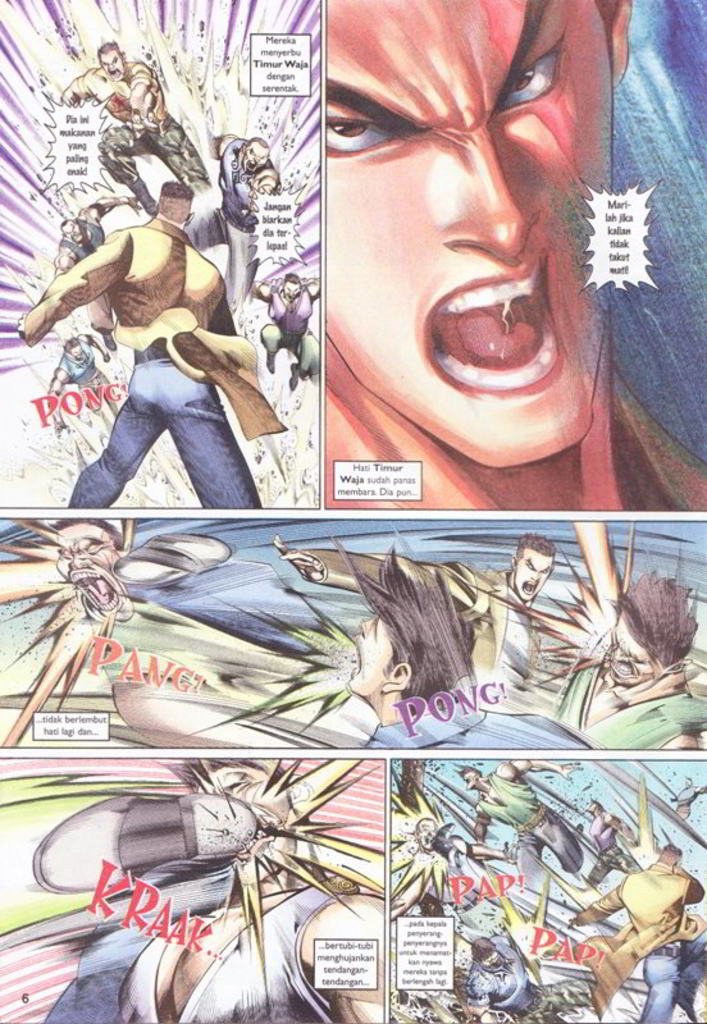 Mereka
menyerbu
Timur Waja
dengan
serentak.
Dia ini
makanan
yang
paling
enak!
Jangan
biarkan
dia ter-
lepas!
PONG!
Mari-
lah jika
kalian
tidak
takut
mati!
Hati Timur
Waja sudah panas
membara. Dia pun...
PANG!
PONG!
...tidak berlembut
hati lagi dan...
KRAAK...
...bertubi-tubi
menghujankan
tendangan-
tendangan...
PAP!
PAP!
...pada
penyerang-
penyerangnya
untuk menamat-
kan nyawa
mereka tanpa
berlengah lagi.
6